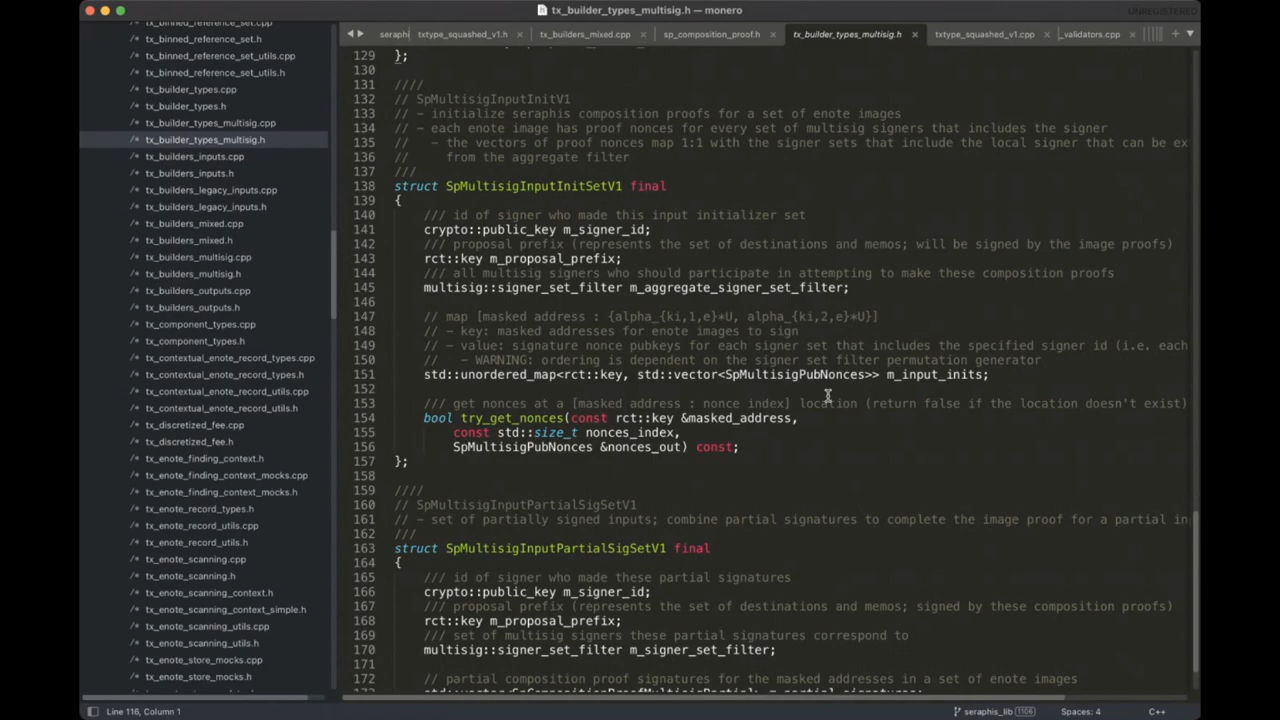 tx_builder_types_multisig.h — monero
UNREGISTERED
seraphi
txtype_squashed_v1.h ×
tx_builders_mixed.cpp ×
sp_composition_proof.h ×
tx_builder_types_multisig.h ×
txtype_squashed_v1.cpp ×
_validators.cpp ×
/* tx_binned_reference_set.cpp
/* tx_binned_reference_set.h
/* tx_binned_reference_set_utils.cpp
/* tx_binned_reference_set_utils.h
/* tx_builder_types.cpp
/* tx_builder_types.h
/* tx_builder_types_multisig.cpp
/* tx_builder_types_multisig.h
/* tx_builders_inputs.cpp
/* tx_builders_inputs.h
/* tx_builders_legacy_inputs.cpp
/* tx_builders_legacy_inputs.h
/* tx_builders_mixed.cpp
/* tx_builders_mixed.h
/* tx_builders_multisig.cpp
/* tx_builders_multisig.h
/* tx_builders_outputs.cpp
/* tx_builders_outputs.h
/* tx_component_types.cpp
/* tx_component_types.h
/* tx_contextual_enote_record_types.cpp
/* tx_contextual_enote_record_types.h
/* tx_contextual_enote_record_utils.cpp
/* tx_contextual_enote_record_utils.h
/* tx_discretized_fee.cpp
/* tx_discretized_fee.h
/* tx_enote_finding_context.h
/* tx_enote_finding_context_mocks.cpp
/* tx_enote_finding_context_mocks.h
/* tx_enote_record_types.h
/* tx_enote_record_utils.cpp
/* tx_enote_record_utils.h
/* tx_enote_scanning.cpp
/* tx_enote_scanning.h
/* tx_enote_scanning_context.h
/* tx_enote_scanning_context_simple.h
/* tx_enote_scanning_utils.cpp
/* tx_enote_scanning_utils.h
/* tx_enote_store_mocks.cpp
/* tx_enote_store_mocks.h
129 };
130
131 ////
132 // SpMultisigInputInitV1
133 // - initialize seraphis composition proofs for a set of enote images
134 // - each enote image has proof nonces for every set of multisig signers that includes the signer
135 //   - the vectors of proof nonces map 1:1 with the signer sets that include the local signer that can be ex
136 //     from the aggregate filter
137 ///
138 struct SpMultisigInputInitSetV1 final
139 {
140     /// id of signer who made this input initializer set
141     crypto::public_key m_signer_id;
142     /// proposal prefix (represents the set of destinations and memos; will be signed by the image proofs)
143     rct::key m_proposal_prefix;
144     /// all multisig signers who should participate in attempting to make these composition proofs
145     multisig::signer_set_filter m_aggregate_signer_set_filter;
146
147     // map [masked address : {alpha_{ki,1,e}*U, alpha_{ki,2,e}*U}]
148     // - key: masked addresses for enote images to sign
149     // - value: signature nonce pubkeys for each signer set that includes the specified signer id (i.e. each
150     //   - WARNING: ordering is dependent on the signer set filter permutation generator
151     std::unordered_map<rct::key, std::vector<SpMultisigPubNonces>> m_input_inits;
152
153     /// get nonces at a [masked address : nonce index] location (return false if the location doesn't exist)
154     bool try_get_nonces(const rct::key &masked_address,
155         const std::size_t nonces_index,
156         SpMultisigPubNonces &nonces_out) const;
157 };
158
159 ////
160 // SpMultisigInputPartialSigSetV1
161 // - set of partially signed inputs; combine partial signatures to complete the image proof for a partial in
162 ///
163 struct SpMultisigInputPartialSigSetV1 final
164 {
165     /// id of signer who made these partial signatures
166     crypto::public_key m_signer_id;
167     /// proposal prefix (represents the set of destinations and memos; signed by these composition proofs)
168     rct::key m_proposal_prefix;
169     /// set of multisig signers these partial signatures correspond to
170     multisig::signer_set_filter m_signer_set_filter;
171
172     // partial composition proof signatures for the masked addresses in a set of enote images
Line 116, Column 1
seraphis_lib 1106
Spaces: 4
C++